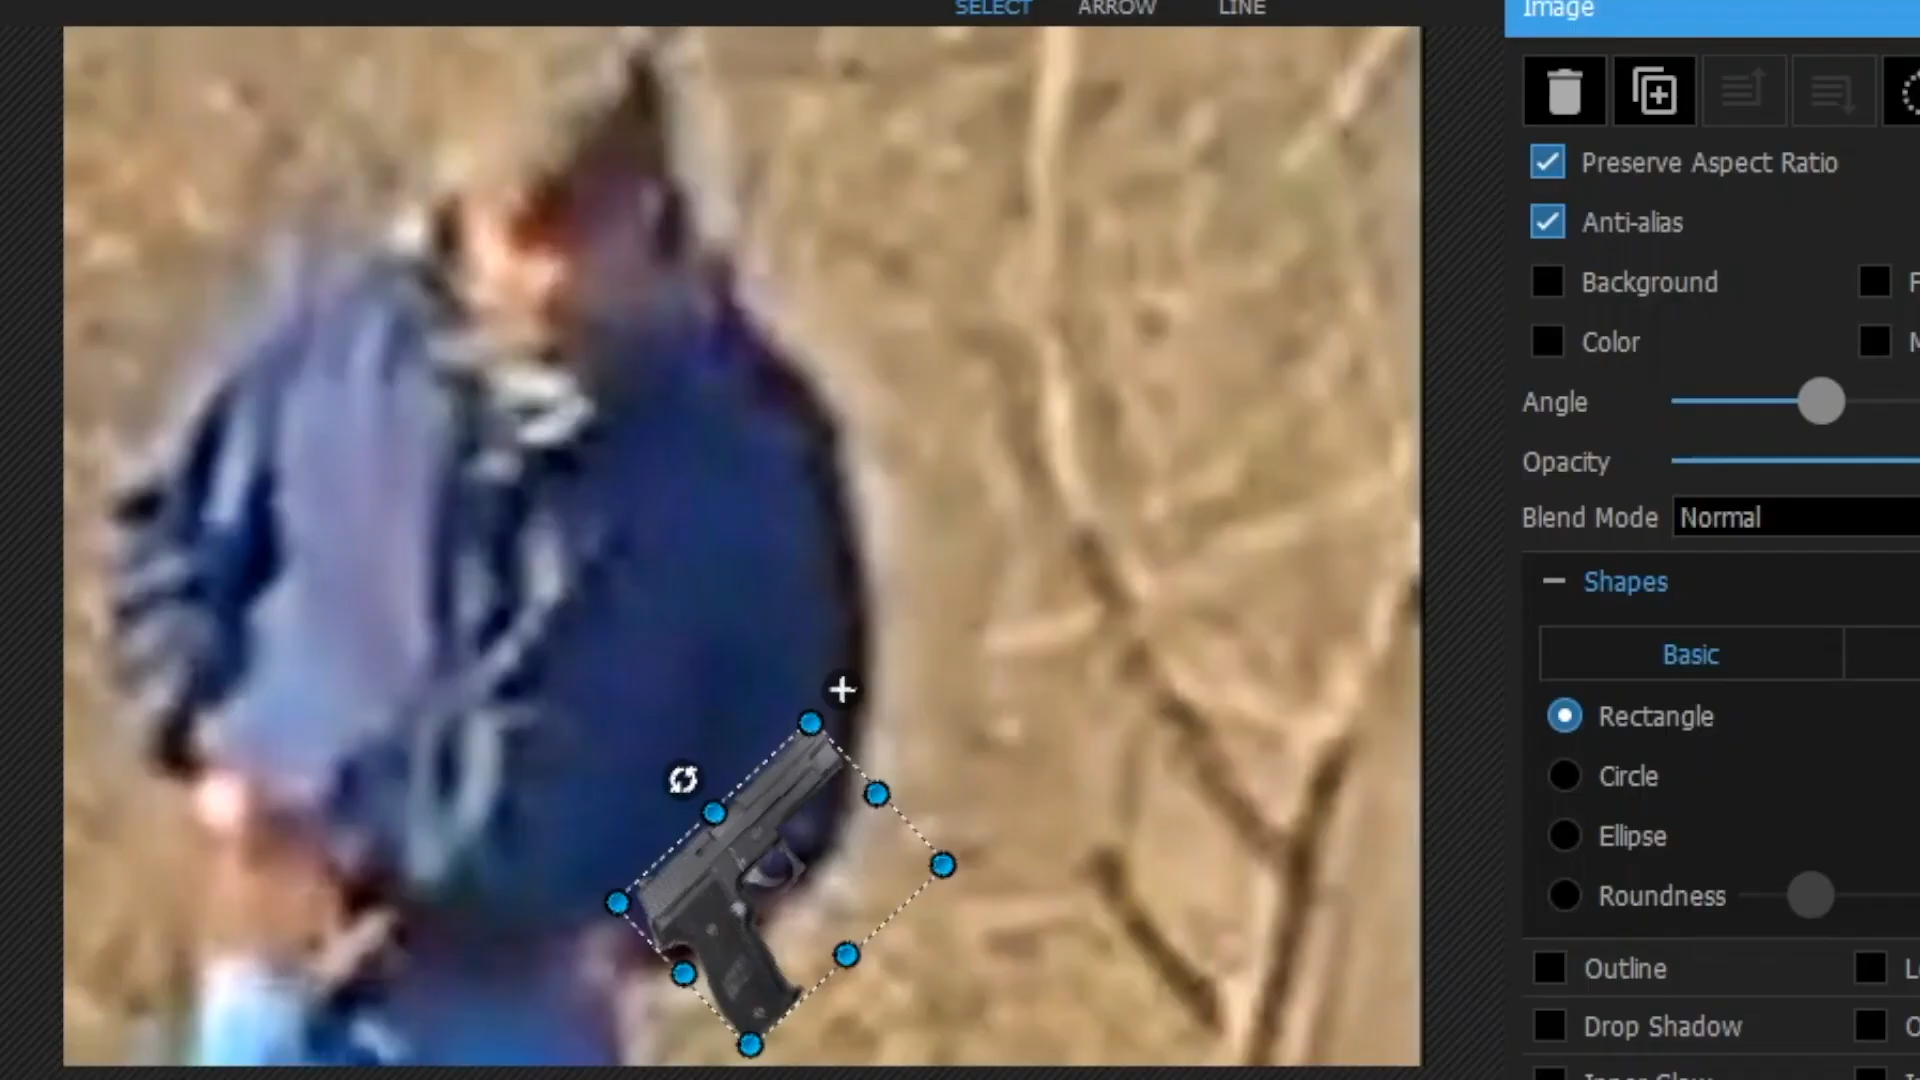 SELECT ARROW LINE
Image
Preserve Aspect Ratio
Anti-alias
Background
Color
Angle
Opacity
Blend Mode Normal
Shapes
Basic
Rectangle
Circle
Ellipse
Roundness
Outline
Drop Shadow